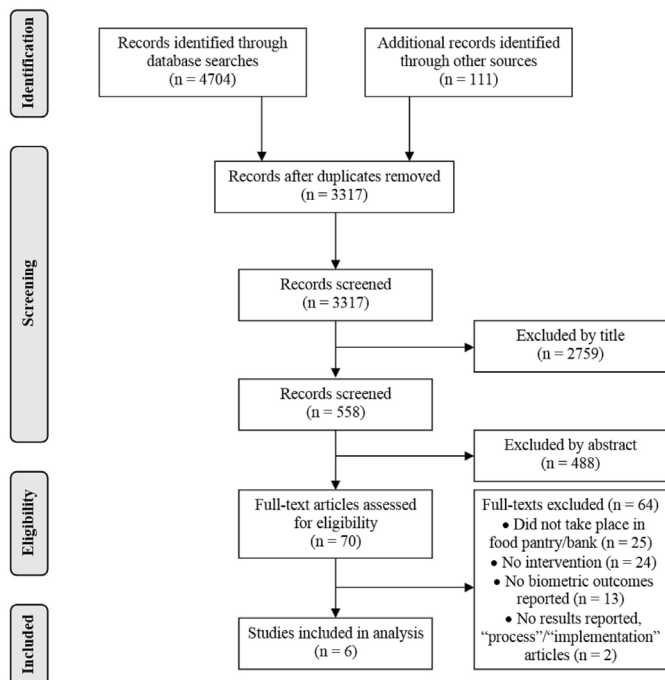 Identification
Records identified through
database searches
(n = 4704)
Additional records identified
through other sources
(n = 111)
Screening
Records after duplicates removed
(n = 3317)
Records screened
(n = 3317)
Excluded by title
(n = 2759)
Records screened
(n = 558)
Excluded by abstract
(n = 488)
Eligibility
Full-text articles assessed
for eligibility
(n = 70)
Full-texts excluded (n = 64)
● Did not take place in
food pantry/bank (n = 25)
● No intervention (n = 24)
● No biometric outcomes
reported (n = 13)
● No results reported,
“process”/“implementation”
articles (n = 2)
Included
Studies included in analysis
(n = 6)